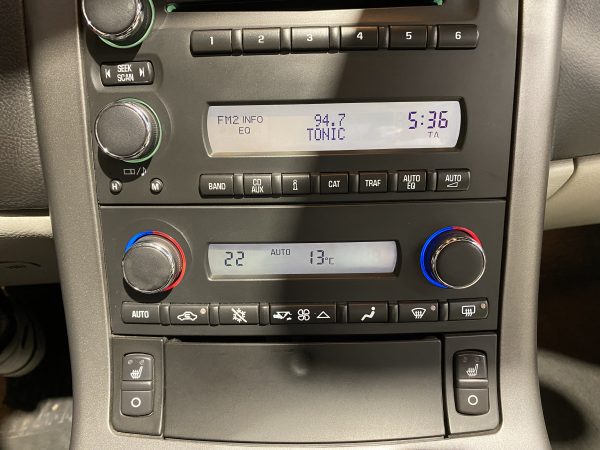 1 2 3 4 5 6
SEEK
SCAN
FM2 INFO 94.7 5:36
EQ TONIC TA
BAND CD AUX i CAT TRAF AUTO EQ AUTO
H M
22 AUTO 13°C
AUTO
O O